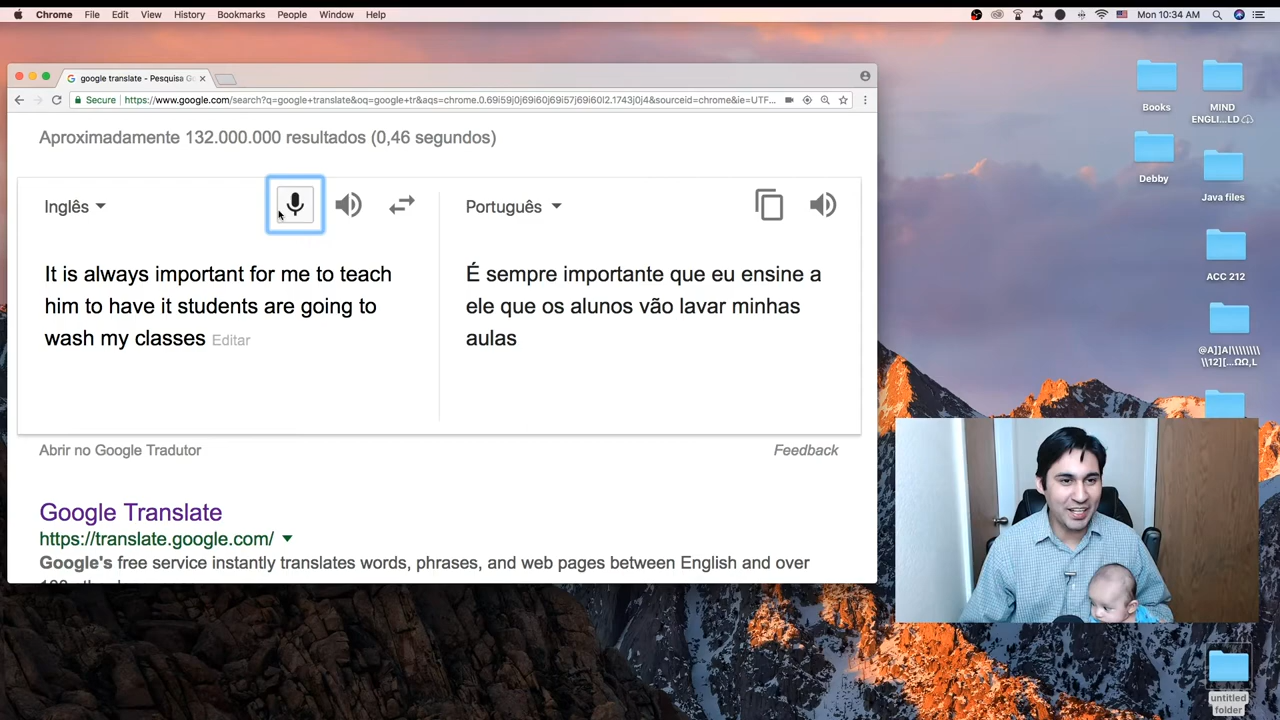 Chrome File Edit View History Bookmarks People Window Help
Mon 10:34 AM
google translate - Pesquisa G
Secure https://www.google.com/search?q=google+translate&oq=google+tr&aqs=chrome.0.69i59j0j69i60j69i57j69i60l2.1743j0j4&sourceid=chrome&ie=UTF...
Aproximadamente 132.000.000 resultados (0,46 segundos)
Inglês
Português
It is always important for me to teach
him to have it students are going to
wash my classes Editar
É sempre importante que eu ensine a
ele que os alunos vão lavar minhas
aulas
Abrir no Google Tradutor
Feedback
Google Translate
https://translate.google.com/
Google's free service instantly translates words, phrases, and web pages between English and over
Books
MIND
ENGLI...LD
Debby
Java files
ACC 212
@A]]A|\\\\\\\\
\\12][...ΩΩ,L
untitled
folder